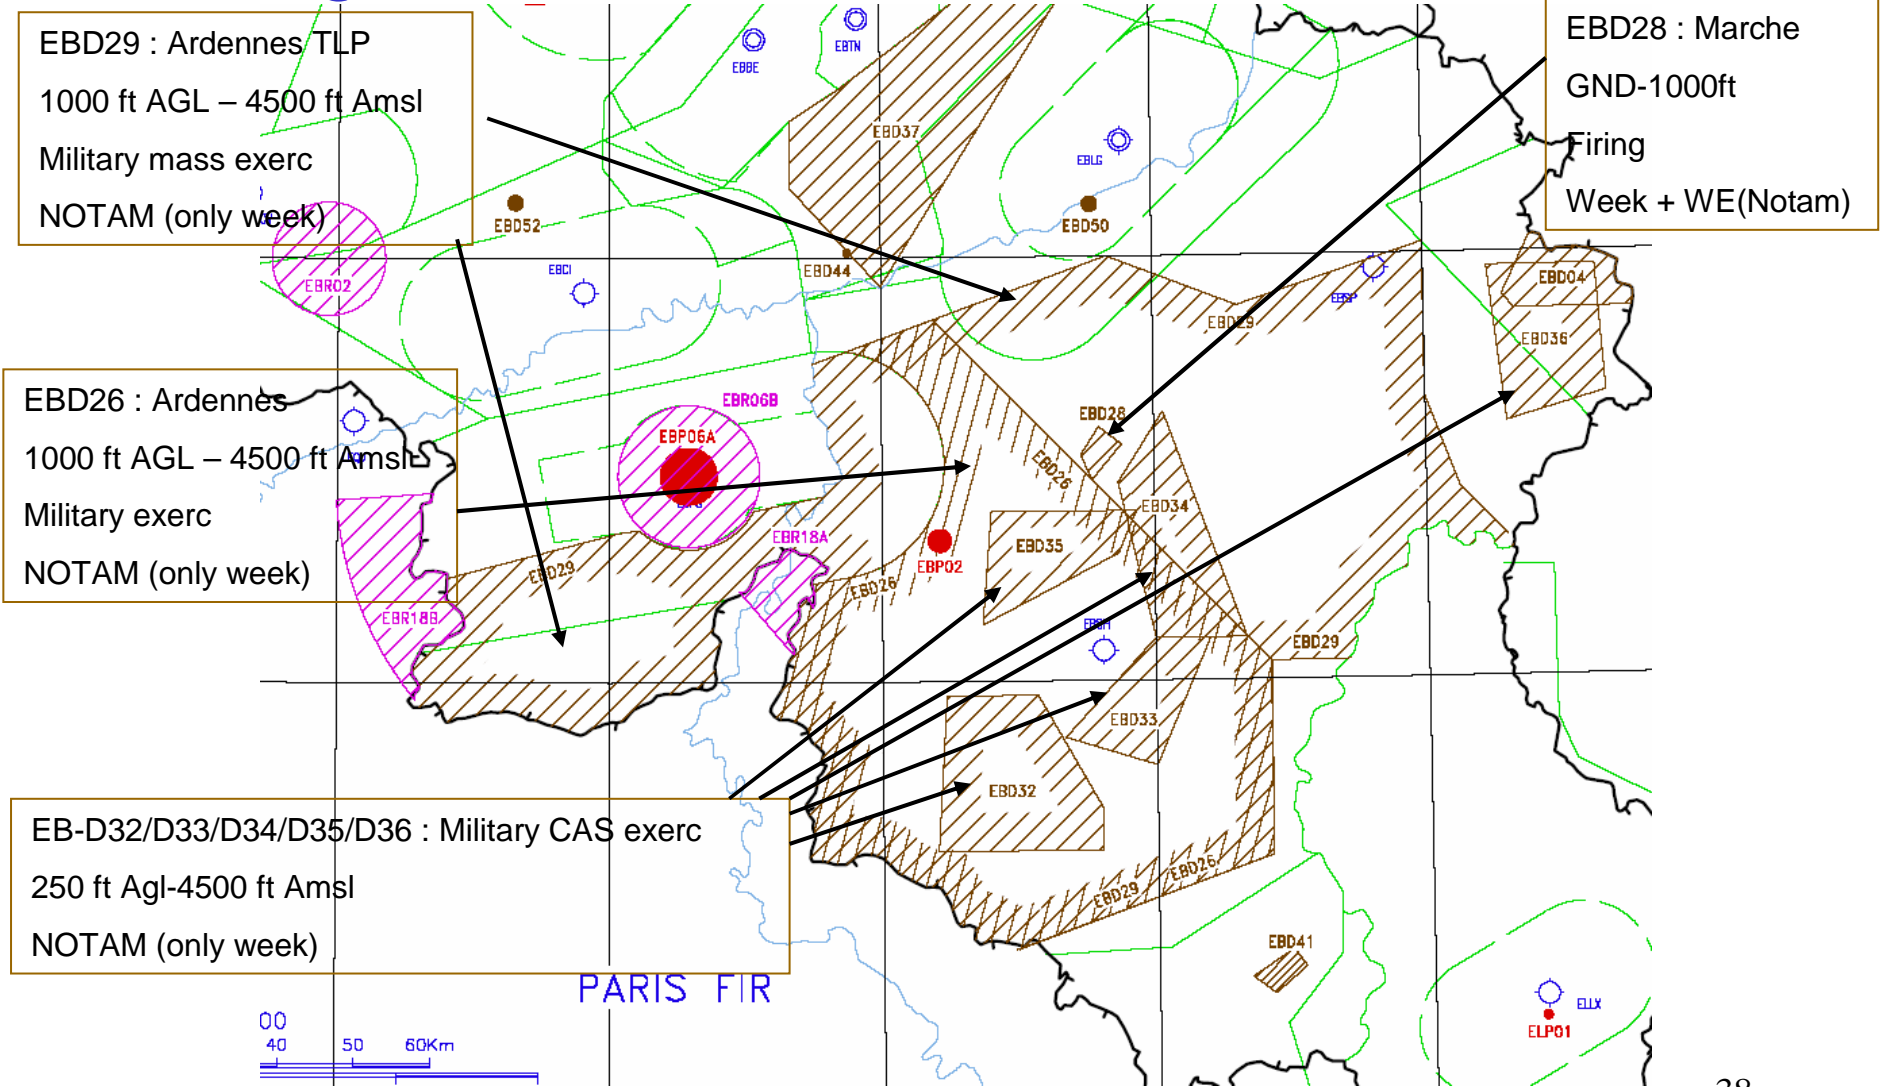 EBD29 : Ardennes TLP
1000 ft AGL – 4500 ft Amsl
Military mass exerc
NOTAM (only week)
EBD28 : Marche
GND-1000ft
Firing
Week + WE(Notam)
EBD26 : Ardennes
1000 ft AGL – 4500 ft Amsl
Military exerc
NOTAM (only week)
EB-D32/D33/D34/D35/D36 : Military CAS exerc
250 ft Agl-4500 ft Amsl
NOTAM (only week)
EBBE
EBTN
EBD37
EBLG
EBD52
EBD50
EBD44
EBCI
EBR02
EBD04
EBD29
EBSP
EBD36
EBR06B
EBD28
EBP06A
EBD26
EBD34
EBR18A
EBD35
EBP02
EBD29
EBD26
EBR18B
EBSH
EBD29
EBD33
EBD32
EBD29
EBD26
EBD41
PARIS FIR
ELLX
ELP01
00
40
50
60Km
38